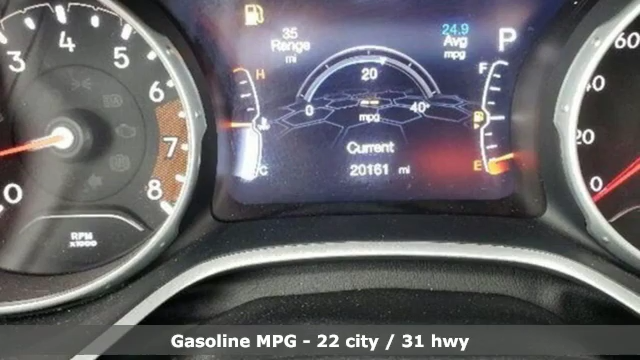 3 4 5 6 7 8 0
RPM
x1000
35
Range
mi
24.9
Avg
mpg
P
H
C
0 20 40
mpg
Current
20161 mi
F
E
60
20
0
Gasoline MPG - 22 city / 31 hwy